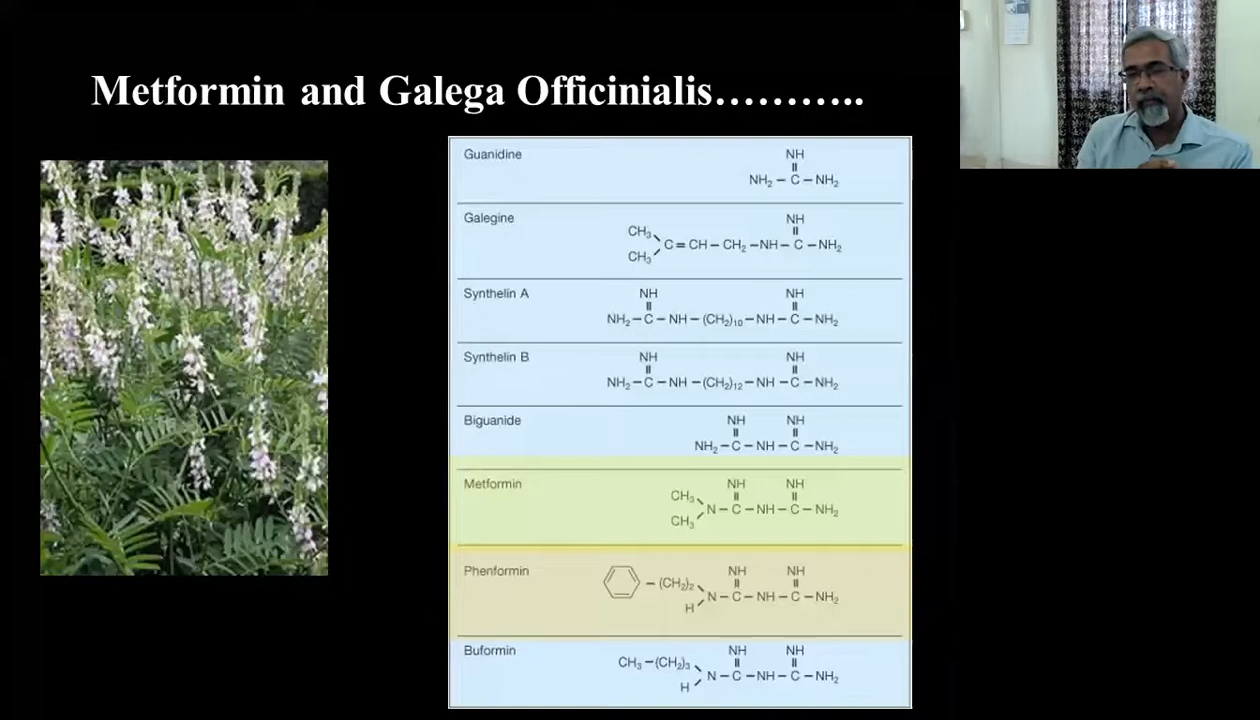 Metformin and Galega Officinialis………..
Guanidine
NH
||
NH₂ – C – NH₂
Galegine
NH
CH₃ ||
C = CH – CH₂ – NH – C – NH₂
CH₃
Synthelin A
NH NH
|| ||
NH₂ – C – NH – (CH₂)₁₀ – NH – C – NH₂
Synthelin B
NH NH
|| ||
NH₂ – C – NH – (CH₂)₁₂ – NH – C – NH₂
Biguanide
NH NH
|| ||
NH₂ – C – NH – C – NH₂
Metformin
NH NH
CH₃ || ||
N – C – NH – C – NH₂
CH₃
Phenformin
NH NH
– (CH₂)₂ || ||
N – C – NH – C – NH₂
H
Buformin
NH NH
CH₃ – (CH₂)₃ || ||
N – C – NH – C – NH₂
H